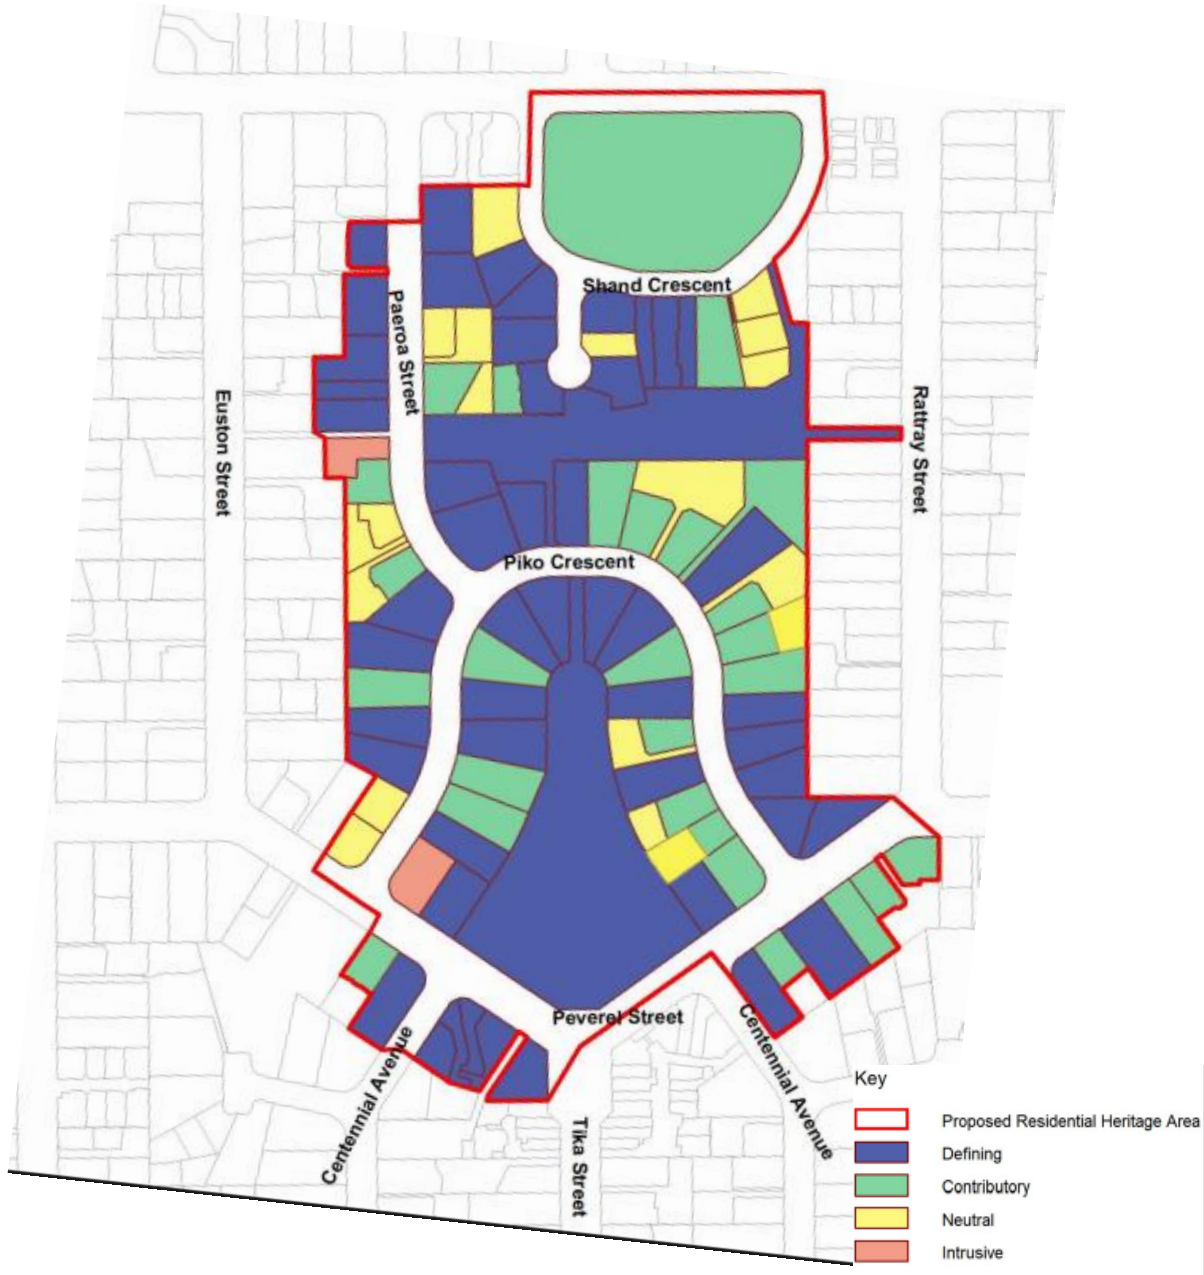 Shand Crescent
Paeroa Street
Euston Street
Rattray Street
Piko Crescent
Peverel Street
Centennial Avenue
Centennial Avenue
Tika Street
Key
Proposed Residential Heritage Area
Defining
Contributory
Neutral
Intrusive